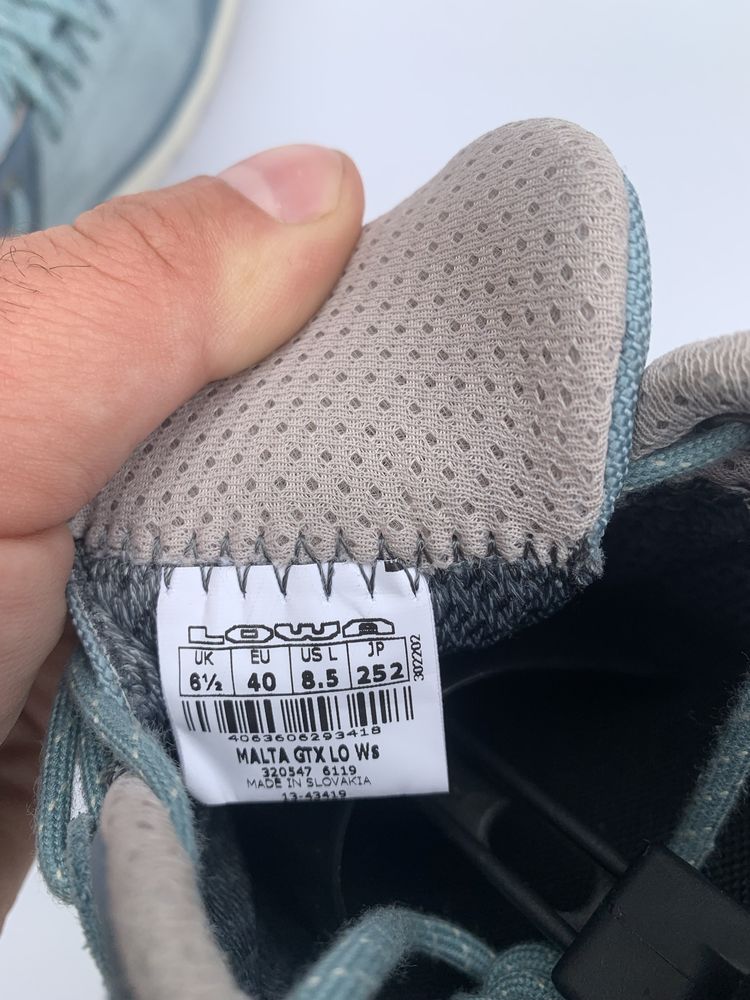 LOWA
UK EU US L JP
6½ 40 8.5 252
302202
4063606293418
MALTA GTX LO Ws
320547 6119
MADE IN SLOVAKIA
13-43419